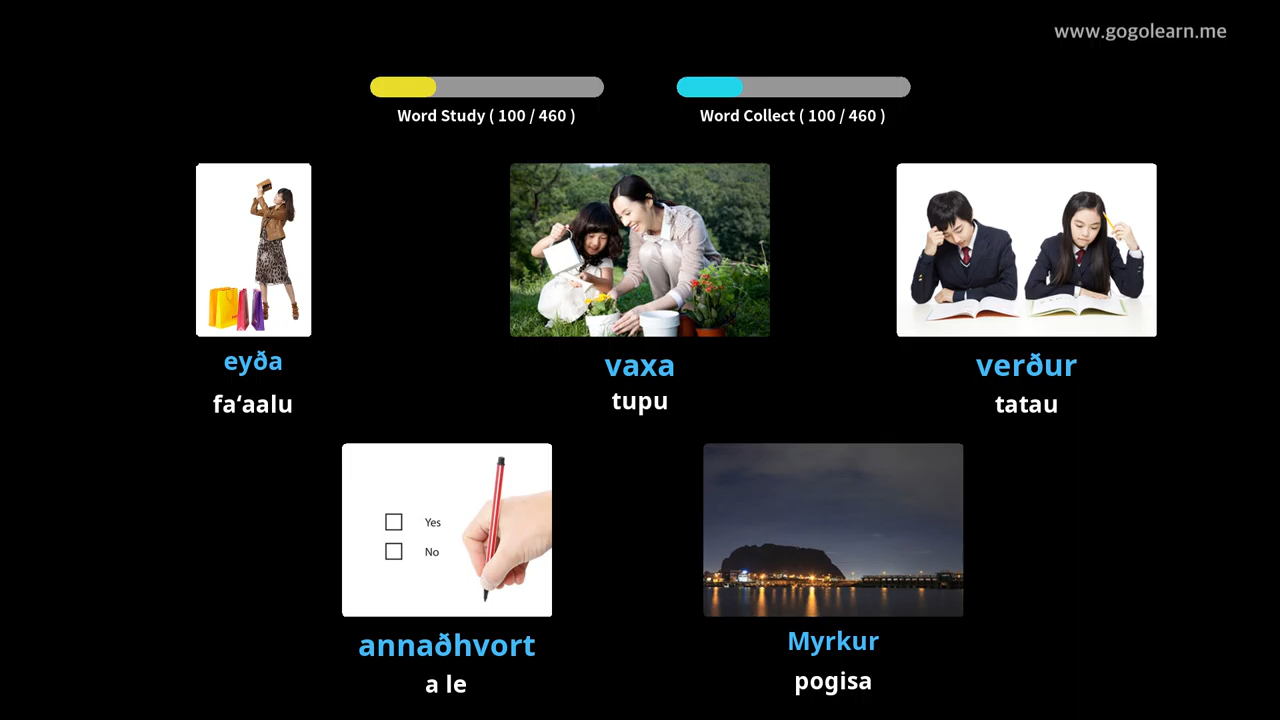 www.gogolearn.me
Word Study ( 100 / 460 )
Word Collect ( 100 / 460 )
eyða
fa‘aalu
vaxa
tupu
verður
tatau
Yes
No
annaðhvort
a le
Myrkur
pogisa